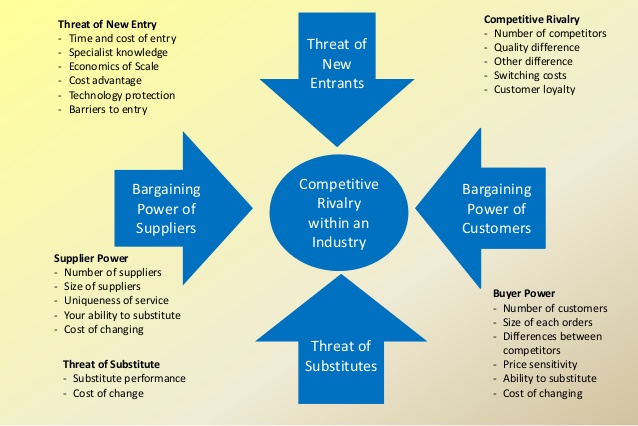 Threat of New Entry
- Time and cost of entry
- Specialist knowledge
- Economics of Scale
- Cost advantage
- Technology protection
- Barriers to entry
Threat of
New
Entrants
Competitive Rivalry
- Number of competitors
- Quality difference
- Other difference
- Switching costs
- Customer loyalty
Bargaining
Power of
Suppliers
Competitive
Rivalry
within an
Industry
Bargaining
Power of
Customers
Supplier Power
- Number of suppliers
- Size of suppliers
- Uniqueness of service
- Your ability to substitute
- Cost of changing
Threat of Substitute
- Substitute performance
- Cost of change
Threat of
Substitutes
Buyer Power
- Number of customers
- Size of each orders
- Differences between
competitors
- Price sensitivity
- Ability to substitute
- Cost of changing